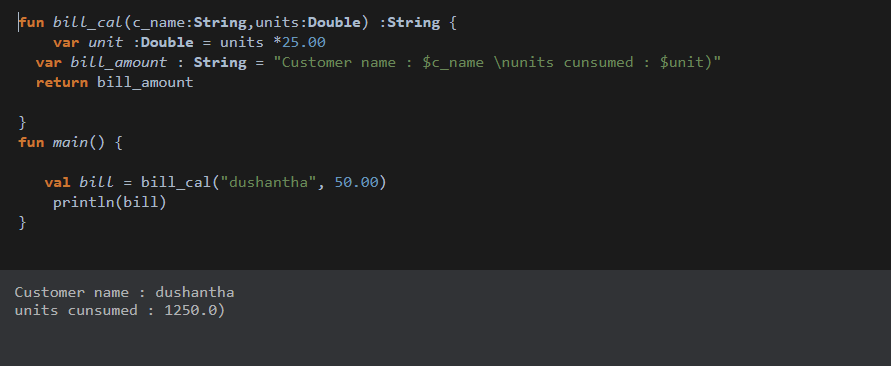 fun bill_cal(c_name:String,units:Double) :String {
    var unit :Double = units *25.00
  var bill_amount : String = "Customer name : $c_name \nunits cunsumed : $unit)"
  return bill_amount

}
fun main() {

   val bill = bill_cal("dushantha", 50.00)
    println(bill)
}
Customer name : dushantha
units cunsumed : 1250.0)